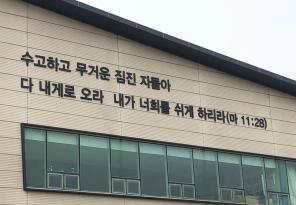 수고하고 무거운 짐진 자들아
다 내게로 오라 내가 너희를 쉬게 하리라(마 11:28)